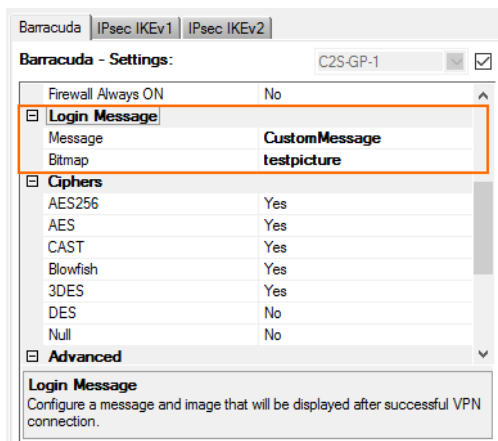 Barracuda IPsec IKEv1 IPsec IKEv2
Barracuda - Settings: C2S-GP-1
Firewall Always ON No
Login Message
Message CustomMessage
Bitmap testpicture
Ciphers
AES256 Yes
AES Yes
CAST Yes
Blowfish Yes
3DES Yes
DES No
Null No
Advanced
Login Message
Configure a message and image that will be displayed after successful VPN
connection.